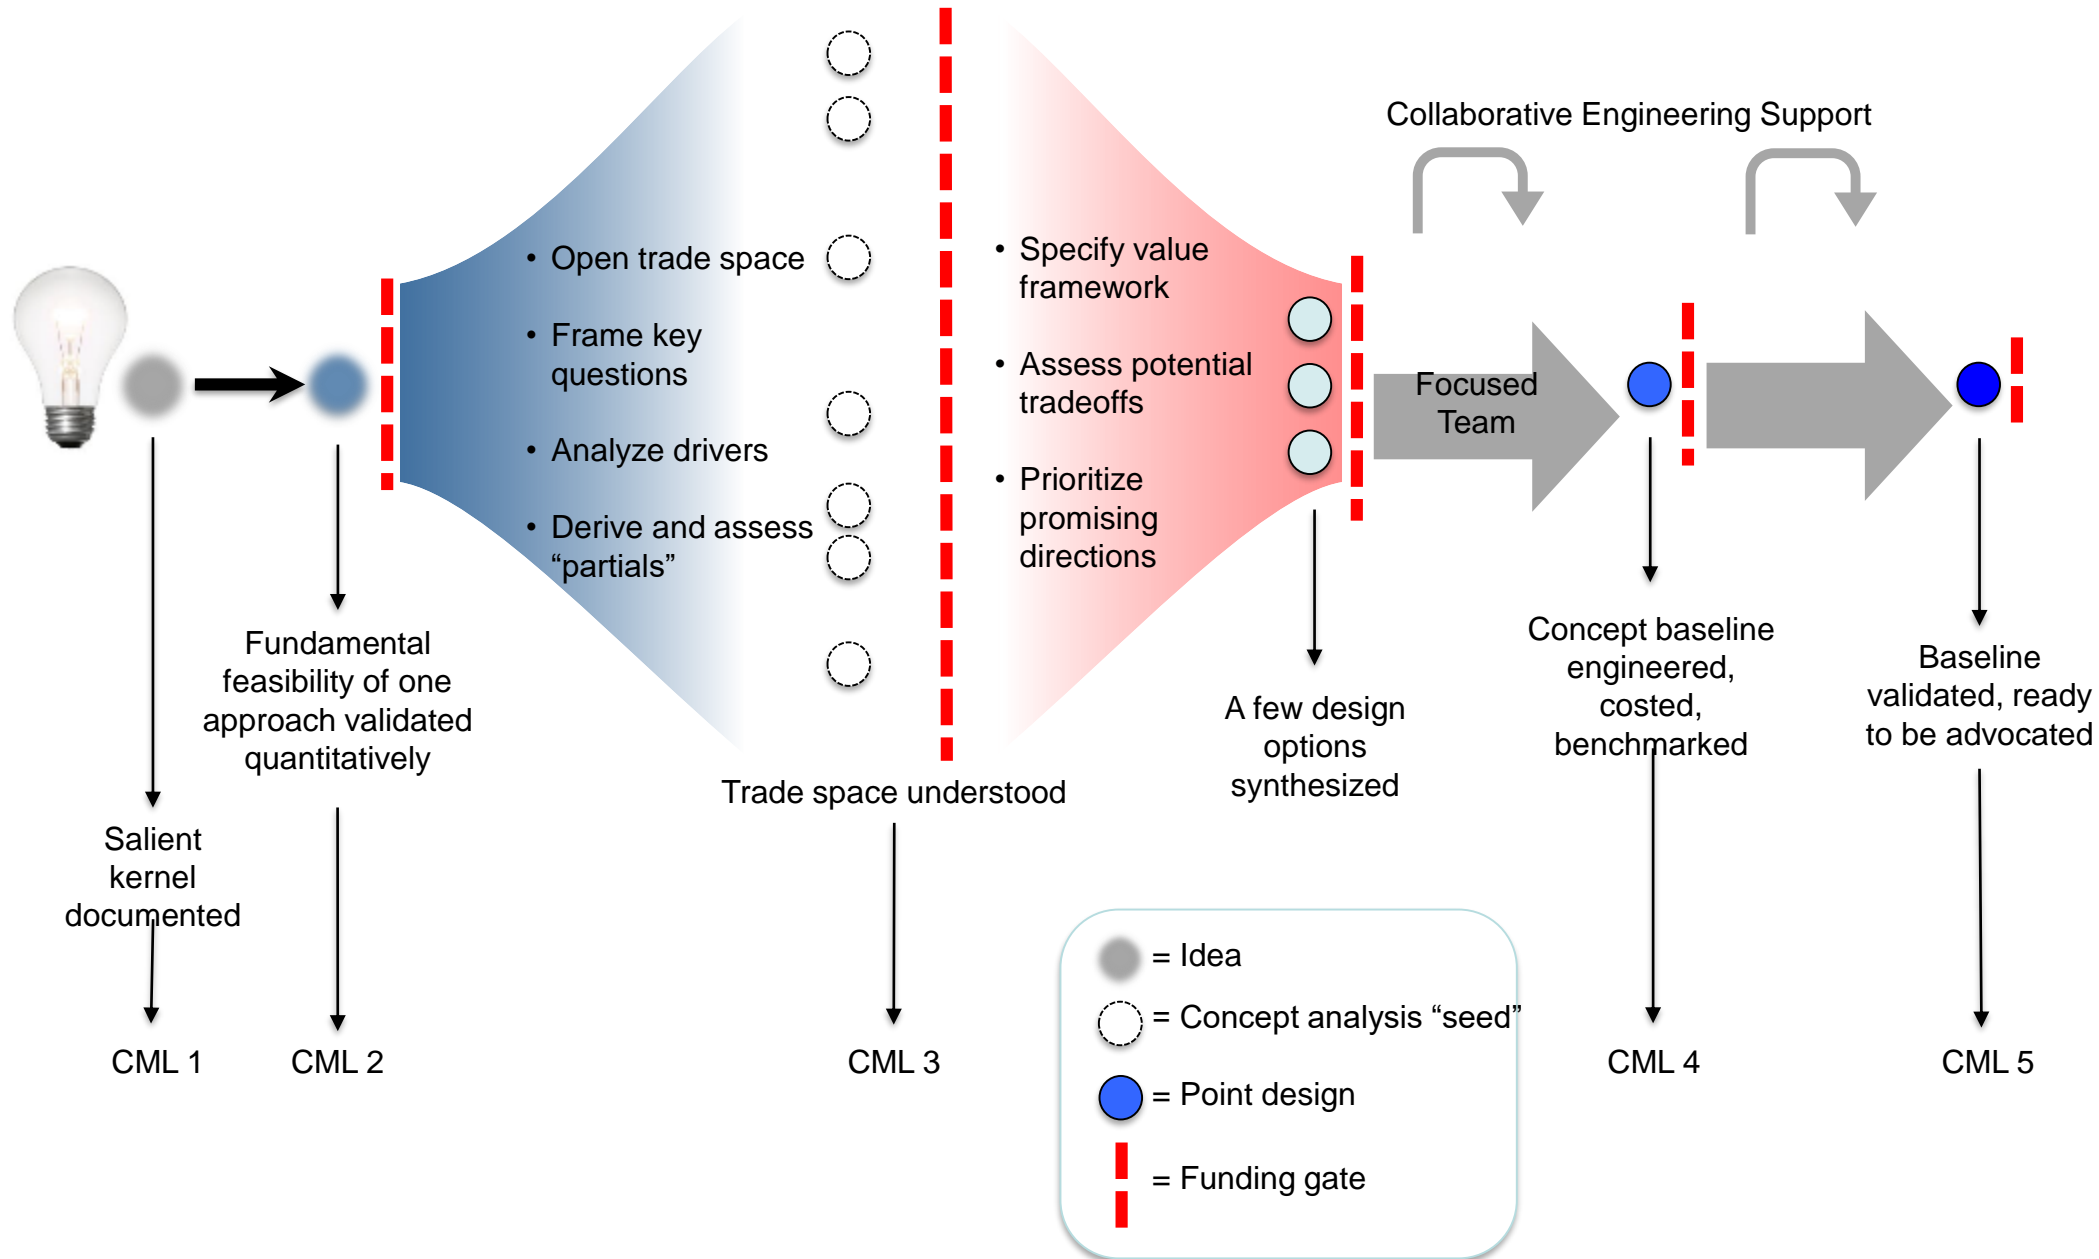 Collaborative Engineering Support
• Open trade space
• Frame key
questions
• Analyze drivers
• Derive and assess
“partials”
• Specify value
framework
• Assess potential
tradeoffs
• Prioritize
promising
directions
Focused
Team
Salient
kernel
documented
Fundamental
feasibility of one
approach validated
quantitatively
Trade space understood
A few design
options
synthesized
Concept baseline
engineered,
costed,
benchmarked
Baseline
validated, ready
to be advocated
CML 1
CML 2
CML 3
CML 4
CML 5
= Idea
= Concept analysis “seed”
= Point design
= Funding gate